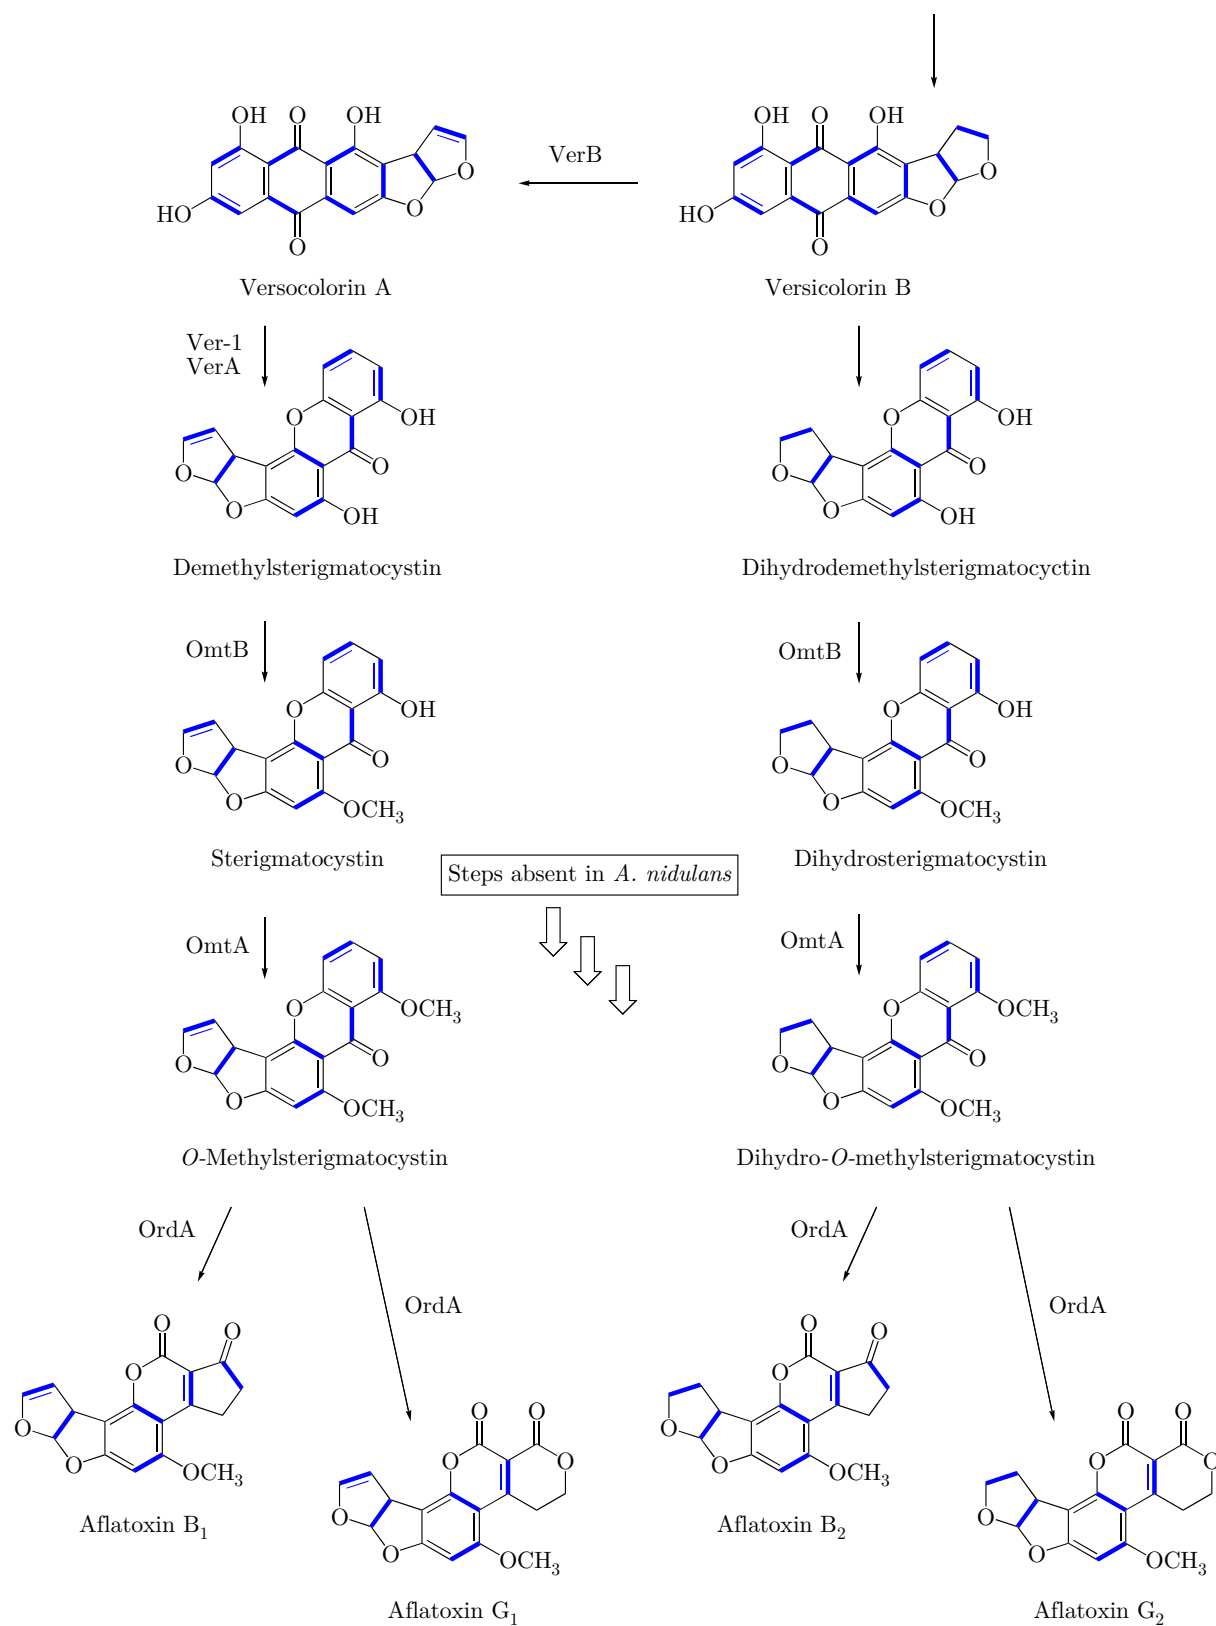 OH O OH
O
HO
O
O
VerB
OH O OH
O
HO
O
O
Versocolorin A
Versicolorin B
Ver-1
VerA
O
OH
O
O
O
OH
Demethylsterigmatocystin
O
OH
O
O
O
OH
Dihydrodemethylsterigmatocyctin
OmtB
OmtB
O
OH
O
O
O
OCH3
Sterigmatocystin
O
OH
O
O
O
OCH3
Dihydrosterigmatocystin
Steps absent in A. nidulans
OmtA
OmtA
O
OCH3
O
O
O
OCH3
O-Methylsterigmatocystin
O
OCH3
O
O
O
OCH3
Dihydro-O-methylsterigmatocystin
OrdA
OrdA
OrdA
OrdA
O O
O
O
O
OCH3
Aflatoxin B1
O O
O
O
O
O
OCH3
Aflatoxin G1
O O
O
O
O
OCH3
Aflatoxin B2
O O
O
O
O
O
OCH3
Aflatoxin G2